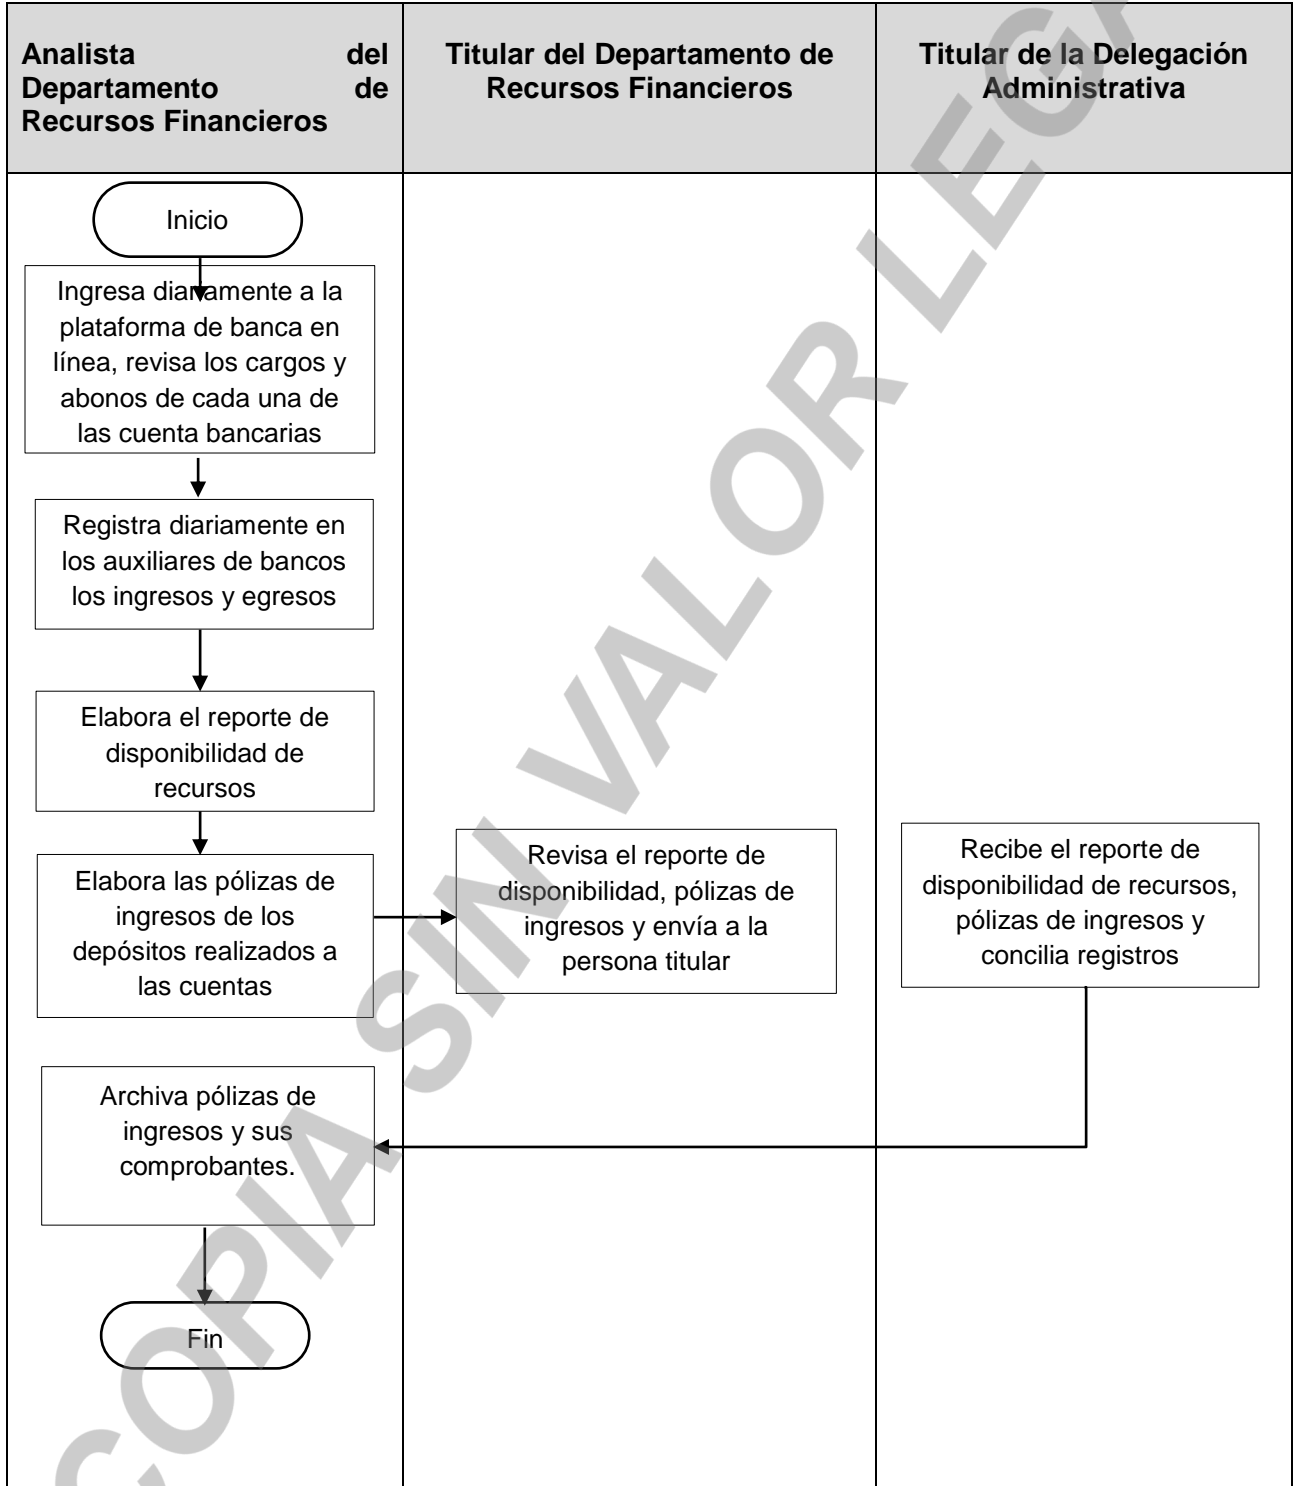 Analista del
Departamento de
Recursos Financieros
Titular del Departamento de
Recursos Financieros
Titular de la Delegación
Administrativa
Inicio
Ingresa diariamente a la
plataforma de banca en
línea, revisa los cargos y
abonos de cada una de
las cuenta bancarias
Registra diariamente en
los auxiliares de bancos
los ingresos y egresos
Elabora el reporte de
disponibilidad de
recursos
Elabora las pólizas de
ingresos de los
depósitos realizados a
las cuentas
Revisa el reporte de
disponibilidad, pólizas de
ingresos y envía a la
persona titular
Recibe el reporte de
disponibilidad de recursos,
pólizas de ingresos y
concilia registros
Archiva pólizas de
ingresos y sus
comprobantes.
Fin
COPIA SIN VALOR LEGA